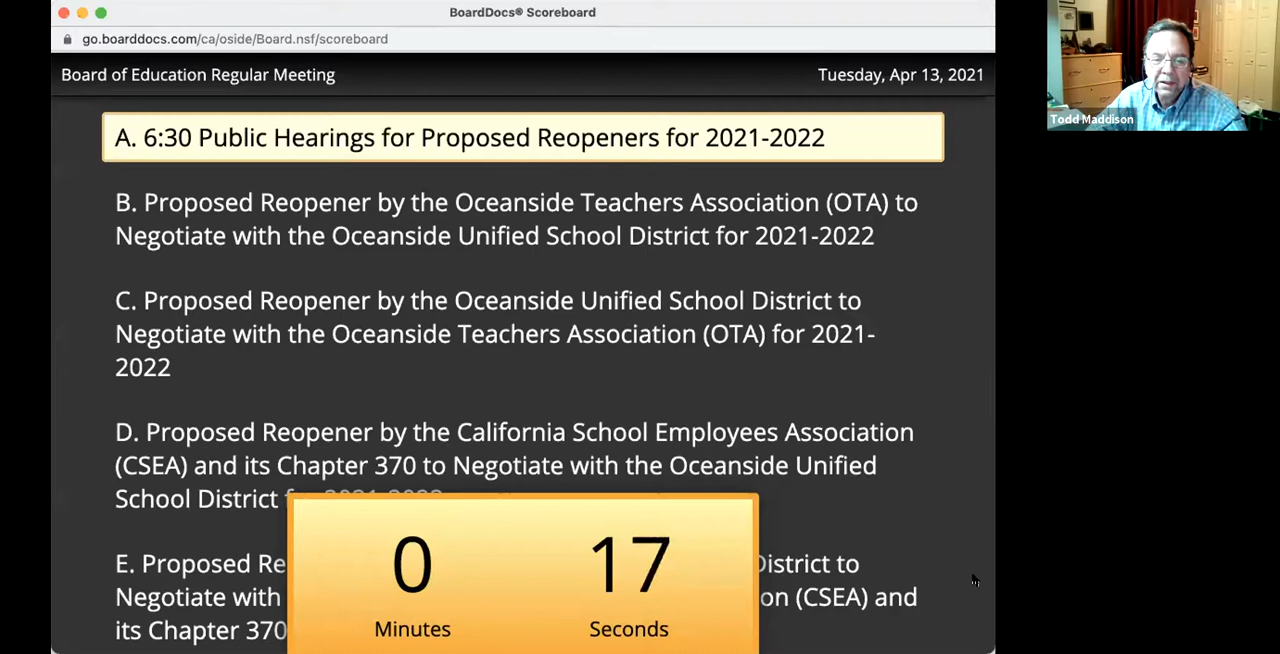 BoardDocs® Scoreboard
go.boarddocs.com/ca/oside/Board.nsf/scoreboard
Board of Education Regular Meeting
Tuesday, Apr 13, 2021
Todd Maddison
A. 6:30 Public Hearings for Proposed Reopeners for 2021-2022
B. Proposed Reopener by the Oceanside Teachers Association (OTA) to
Negotiate with the Oceanside Unified School District for 2021-2022
C. Proposed Reopener by the Oceanside Unified School District to
Negotiate with the Oceanside Teachers Association (OTA) for 2021-
2022
D. Proposed Reopener by the California School Employees Association
(CSEA) and its Chapter 370 to Negotiate with the Oceanside Unified
School District for 2021-2022
E. Proposed Re District to
Negotiate with on (CSEA) and
its Chapter 370
0 17
Minutes Seconds